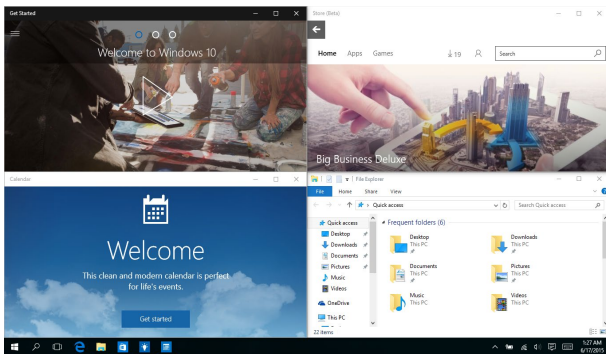 Get Started
Welcome to Windows 10
Store (Beta)
Home Apps Games
19
Search
Big Business Deluxe
Calendar
Welcome
This clean and modern calendar is perfect
for life's events.
Get started
File Explorer
File Home Share View
Quick access
Search Quick access
Quick access
Desktop
Downloads
Documents
Pictures
Music
Videos
OneDrive
This PC
Frequent folders (6)
Desktop
This PC
Downloads
This PC
Documents
This PC
Pictures
This PC
Music
This PC
Videos
This PC
22 items
1:27 AM
6/17/2015